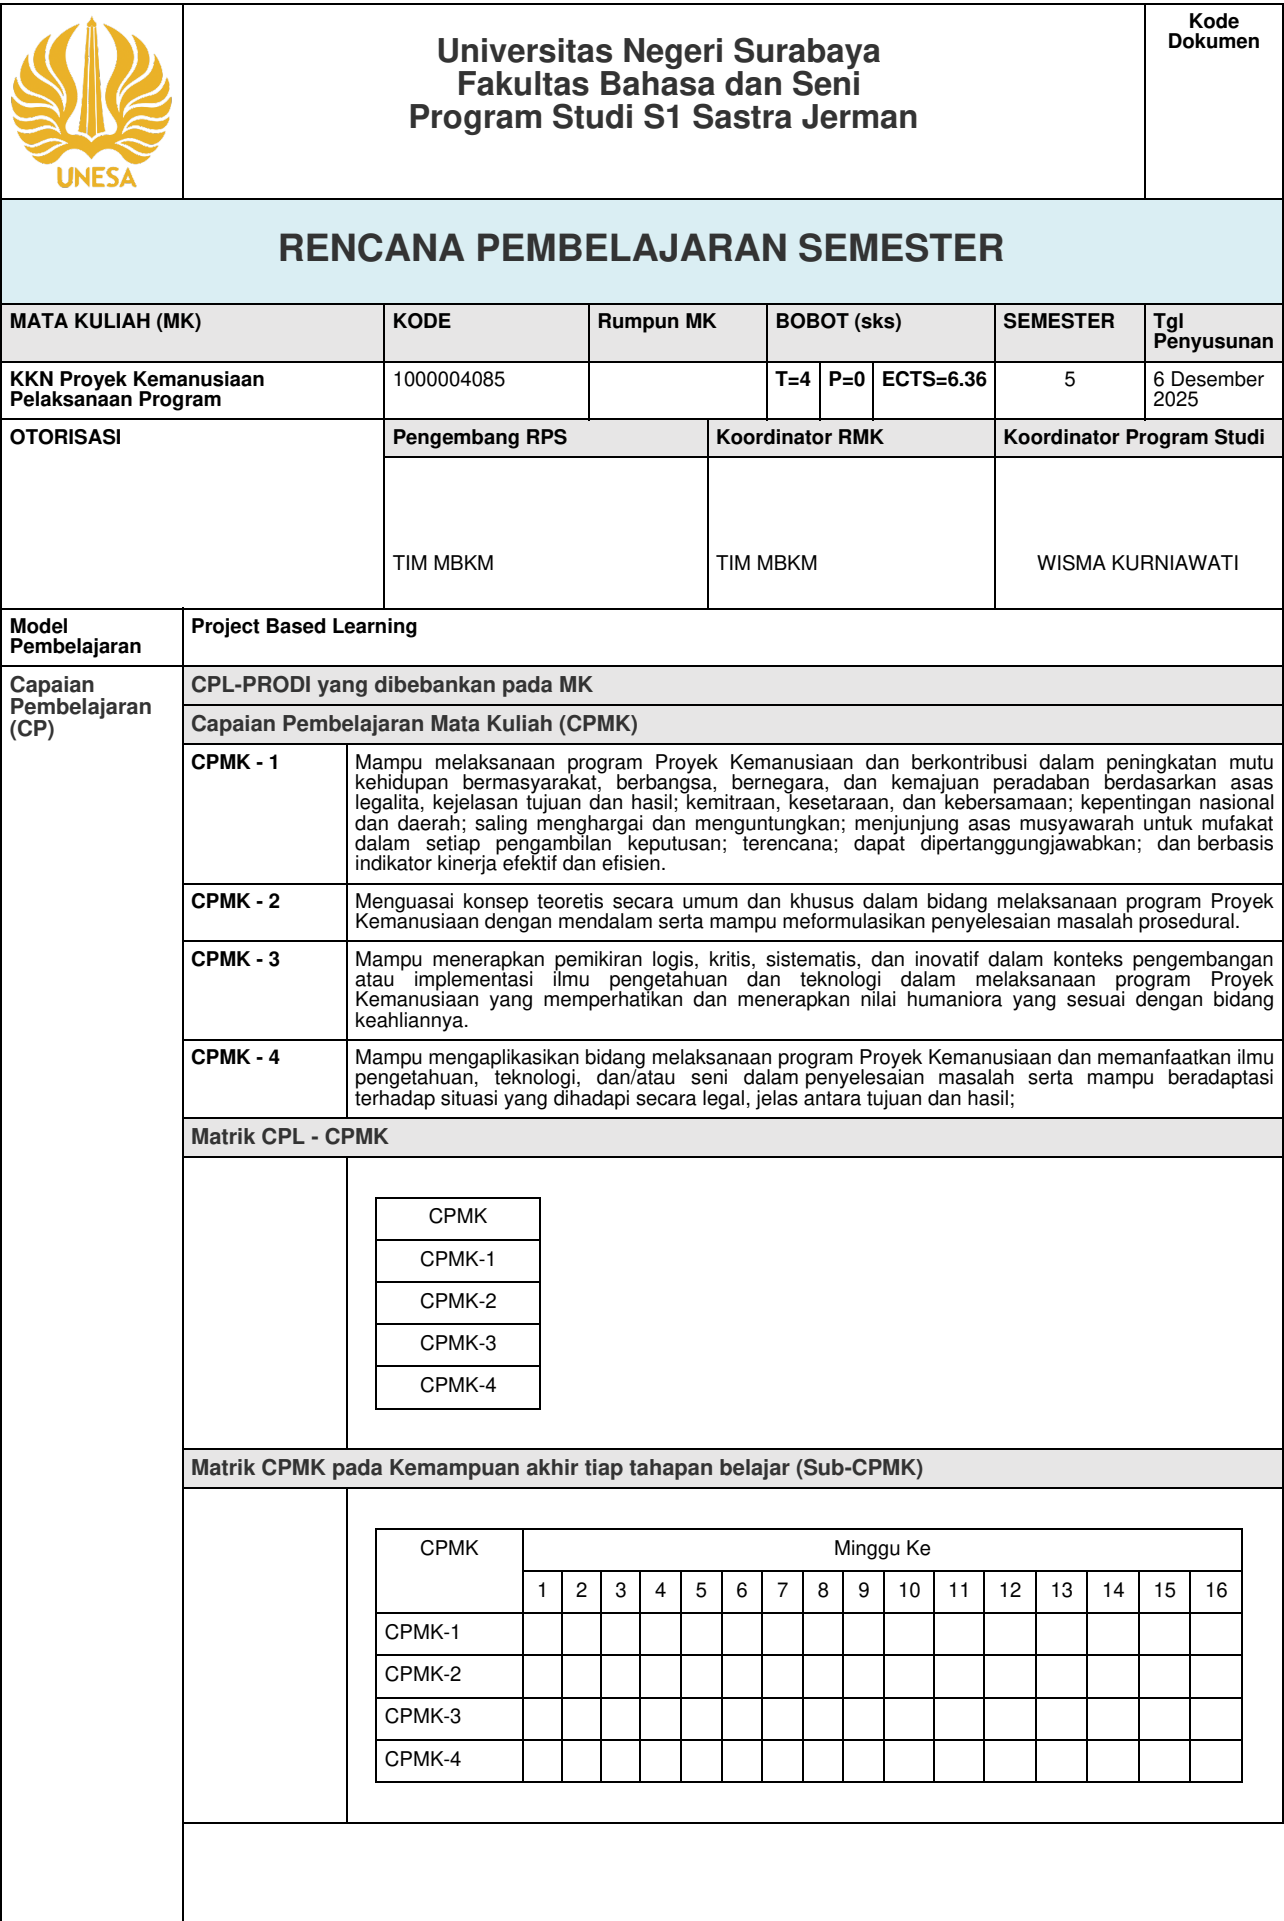 UNESA
Universitas Negeri Surabaya
Fakultas Bahasa dan Seni
Program Studi S1 Sastra Jerman
Kode
Dokumen
RENCANA PEMBELAJARAN SEMESTER
MATA KULIAH (MK) KODE Rumpun MK BOBOT (sks) SEMESTER Tgl
Penyusunan
KKN Proyek Kemanusiaan
Pelaksanaan Program
1000004085 T=4 P=0 ECTS=6.36 5 6 Desember
2025
OTORISASI Pengembang RPS Koordinator RMK Koordinator Program Studi
TIM MBKM TIM MBKM WISMA KURNIAWATI
Model
Pembelajaran
Project Based Learning
Capaian
Pembelajaran
(CP)
CPL-PRODI yang dibebankan pada MK
Capaian Pembelajaran Mata Kuliah (CPMK)
CPMK - 1
Mampu melaksanaan program Proyek Kemanusiaan dan berkontribusi dalam peningkatan mutu
kehidupan bermasyarakat, berbangsa, bernegara, dan kemajuan peradaban berdasarkan asas
legalita, kejelasan tujuan dan hasil; kemitraan, kesetaraan, dan kebersamaan; kepentingan nasional
dan daerah; saling menghargai dan menguntungkan; menjunjung asas musyawarah untuk mufakat
dalam setiap pengambilan keputusan; terencana; dapat dipertanggungjawabkan; dan berbasis
indikator kinerja efektif dan efisien.
CPMK - 2
Menguasai konsep teoretis secara umum dan khusus dalam bidang melaksanaan program Proyek
Kemanusiaan dengan mendalam serta mampu meformulasikan penyelesaian masalah prosedural.
CPMK - 3
Mampu menerapkan pemikiran logis, kritis, sistematis, dan inovatif dalam konteks pengembangan
atau implementasi ilmu pengetahuan dan teknologi dalam melaksanaan program Proyek
Kemanusiaan yang memperhatikan dan menerapkan nilai humaniora yang sesuai dengan bidang
keahliannya.
CPMK - 4
Mampu mengaplikasikan bidang melaksanaan program Proyek Kemanusiaan dan memanfaatkan ilmu
pengetahuan, teknologi, dan/atau seni dalam penyelesaian masalah serta mampu beradaptasi
terhadap situasi yang dihadapi secara legal, jelas antara tujuan dan hasil;
Matrik CPL - CPMK
CPMK
CPMK-1
CPMK-2
CPMK-3
CPMK-4
Matrik CPMK pada Kemampuan akhir tiap tahapan belajar (Sub-CPMK)
CPMK Minggu Ke
1 2 3 4 5 6 7 8 9 10 11 12 13 14 15 16
CPMK-1
CPMK-2
CPMK-3
CPMK-4